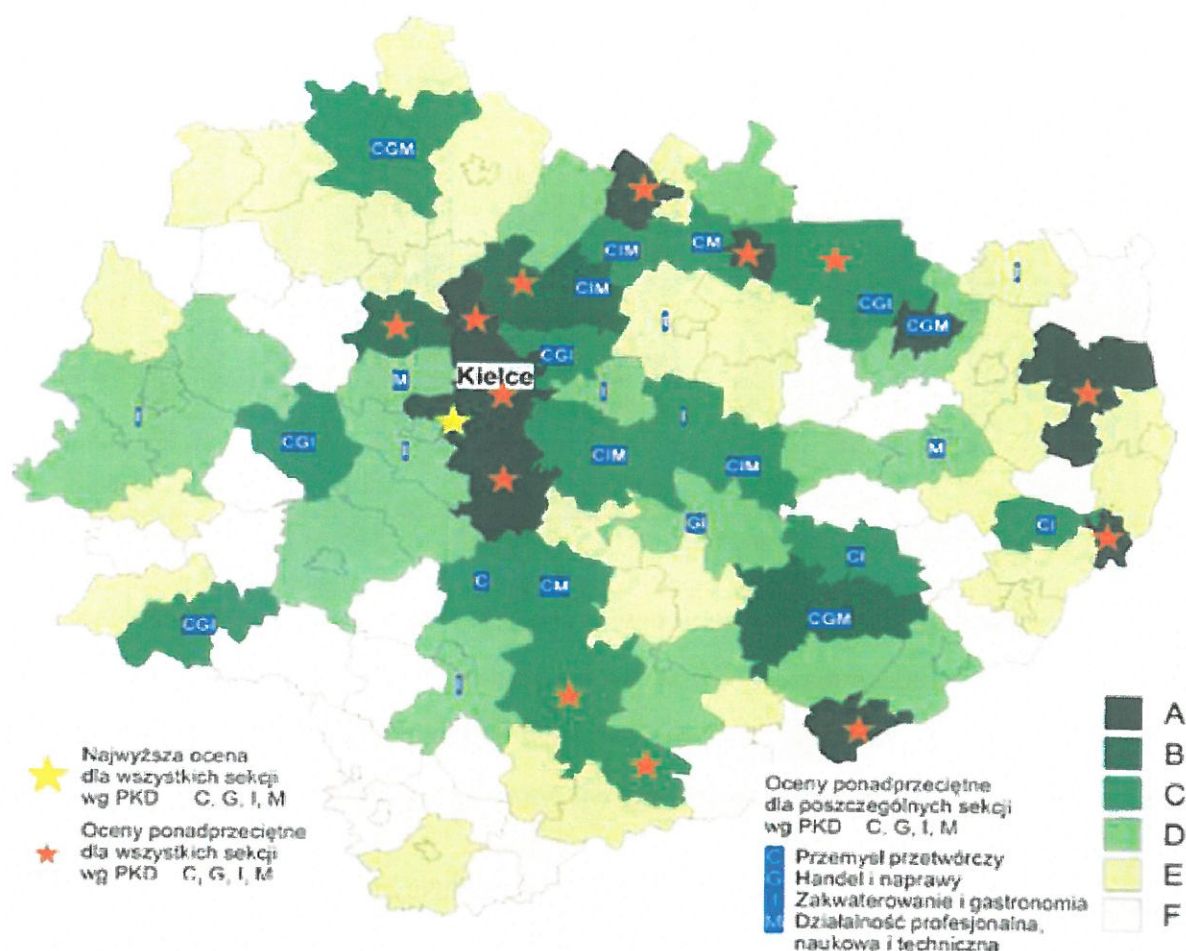 CGM
CIM
CM
CIM
I
I
CGI
CGM
CGI
Kielce
M
I
I
I
CGI
I
CIM
CIM
M
GI
CI
CI
C
CM
CGM
CGI
I
Najwyższa ocena
dla wszystkich sekcji
wg PKD C, G, I, M
Oceny ponadprzeciętne
dla wszystkich sekcji
wg PKD C, G, I, M
Oceny ponadprzeciętne
dla poszczególnych sekcji
wg PKD C, G, I, M
C Przemysł przetwórczy
G Handel i naprawy
I Zakwaterowanie i gastronomia
M Działalność profesjonalna,
naukowa i techniczna
A
B
C
D
E
F